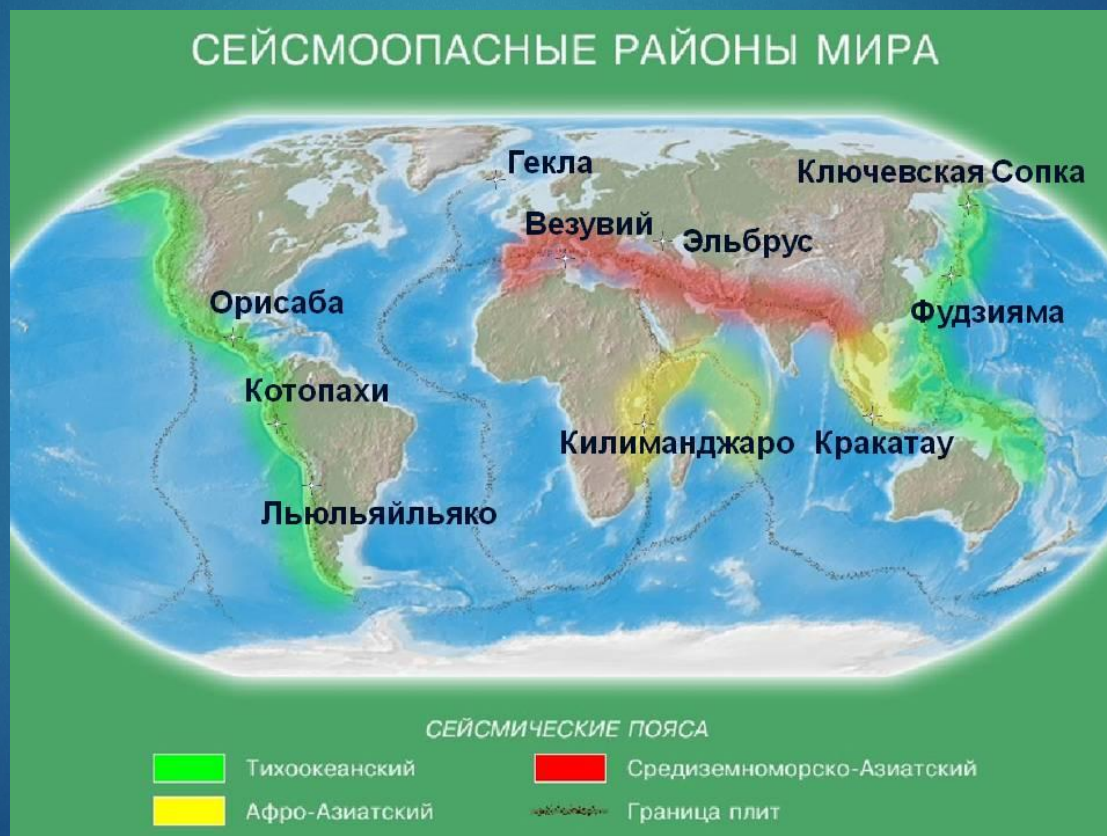 СЕЙСМООПАСНЫЕ РАЙОНЫ МИРА
Гекла
Ключевская Сопка
Везувий
Эльбрус
Орисаба
Фудзияма
Котопахи
Килиманджаро
Кракатау
Льюльяйльяко
СЕЙСМИЧЕСКИЕ ПОЯСА
Тихоокеанский
Средиземноморско-Азиатский
Афро-Азиатский
Граница плит